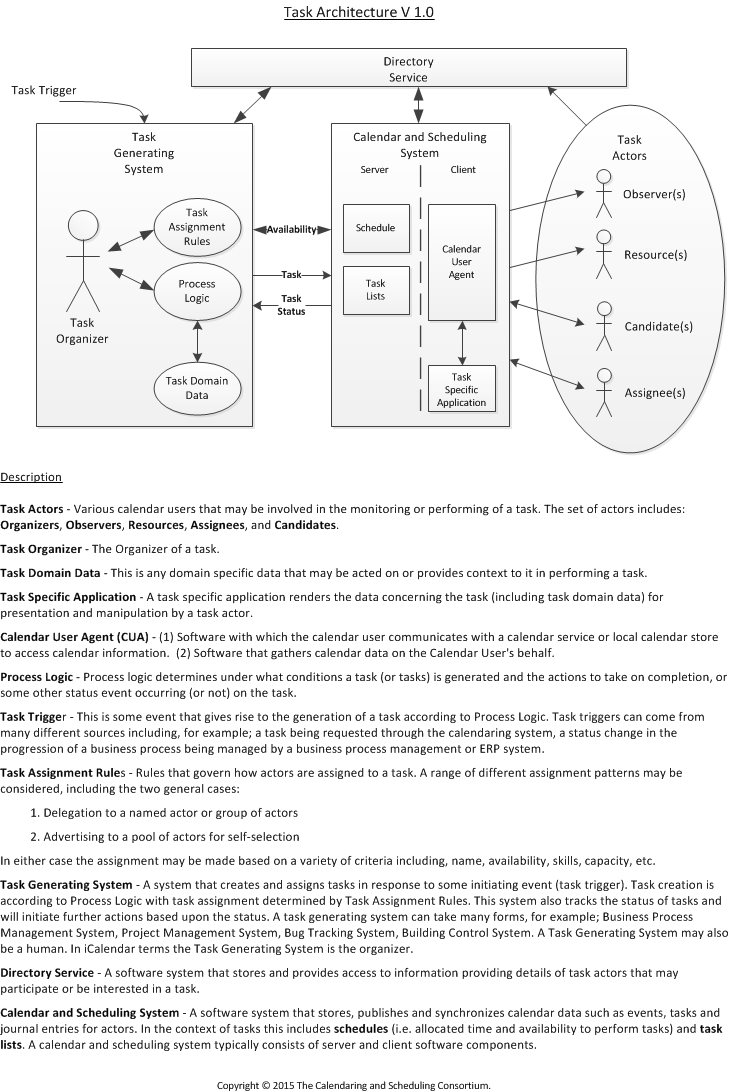 Task Architecture V 1.0
Directory
Service
Task Trigger
Task
Generating
System
Task
Assignment
Rules
Process
Logic
Task
Organizer
Task Domain
Data
Availability
Task
Task
Status
Calendar and Scheduling
System
Server
Client
Schedule
Task
Lists
Calendar
User
Agent
Task
Specific
Application
Task
Actors
Observer(s)
Resource(s)
Candidate(s)
Assignee(s)
Description
Task Actors - Various calendar users that may be involved in the monitoring or performing of a task. The set of actors includes:
Organizers, Observers, Resources, Assignees, and Candidates.
Task Organizer - The Organizer of a task.
Task Domain Data - This is any domain specific data that may be acted on or provides context to it in performing a task.
Task Specific Application - A task specific application renders the data concerning the task (including task domain data) for
presentation and manipulation by a task actor.
Calendar User Agent (CUA) - (1) Software with which the calendar user communicates with a calendar service or local calendar store
to access calendar information. (2) Software that gathers calendar data on the Calendar User's behalf.
Process Logic - Process logic determines under what conditions a task (or tasks) is generated and the actions to take on completion, or
some other status event occurring (or not) on the task.
Task Trigger - This is some event that gives rise to the generation of a task according to Process Logic. Task triggers can come from
many different sources including, for example; a task being requested through the calendaring system, a status change in the
progression of a business process being managed by a business process management or ERP system.
Task Assignment Rules - Rules that govern how actors are assigned to a task. A range of different assignment patterns may be
considered, including the two general cases:
1. Delegation to a named actor or group of actors
2. Advertising to a pool of actors for self-selection
In either case the assignment may be made based on a variety of criteria including, name, availability, skills, capacity, etc.
Task Generating System - A system that creates and assigns tasks in response to some initiating event (task trigger). Task creation is
according to Process Logic with task assignment determined by Task Assignment Rules. This system also tracks the status of tasks and
will initiate further actions based upon the status. A task generating system can take many forms, for example; Business Process
Management System, Project Management System, Bug Tracking System, Building Control System. A Task Generating System may also
be a human. In iCalendar terms the Task Generating System is the organizer.
Directory Service - A software system that stores and provides access to information providing details of task actors that may
participate or be interested in a task.
Calendar and Scheduling System - A software system that stores, publishes and synchronizes calendar data such as events, tasks and
journal entries for actors. In the context of tasks this includes schedules (i.e. allocated time and availability to perform tasks) and task
lists. A calendar and scheduling system typically consists of server and client software components.
Copyright © 2015 The Calendaring and Scheduling Consortium.